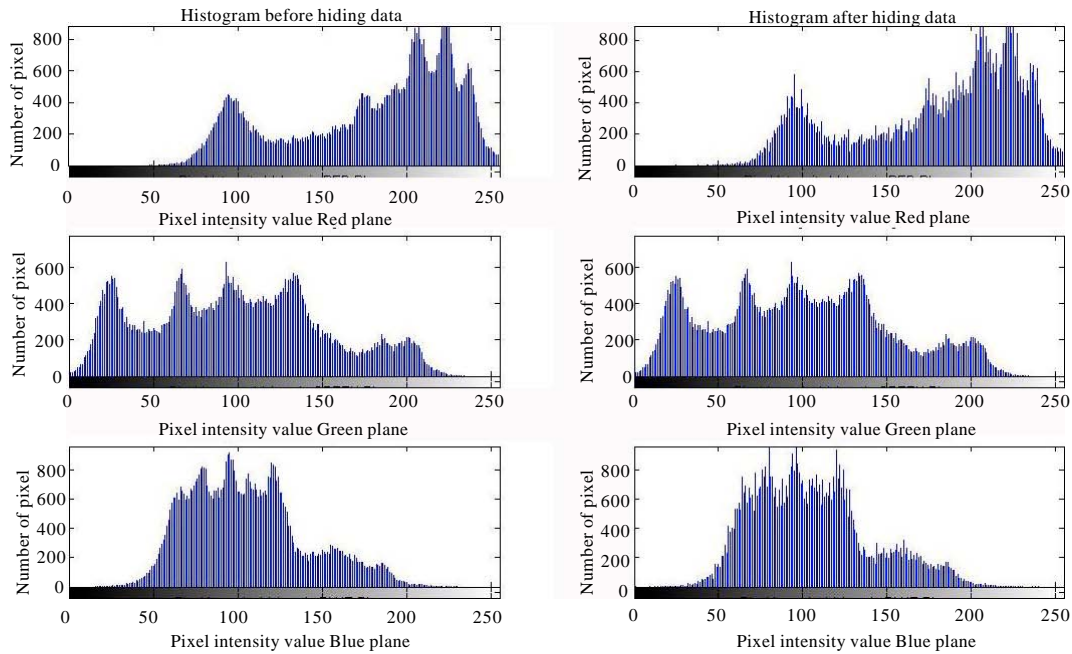 Histogram before hiding data
Number of pixel
800
600
400
200
0
0 50 100 150 200 250
Pixel intensity value Red plane
Histogram after hiding data
Number of pixel
800
600
400
200
0
0 50 100 150 200 250
Pixel intensity value Red plane
Number of pixel
600
400
200
0
0 50 100 150 200 250
Pixel intensity value Green plane
Number of pixel
600
400
200
0
0 50 100 150 200 250
Pixel intensity value Green plane
Number of pixel
800
600
400
200
0
0 50 100 150 200 250
Pixel intensity value Blue plane
Number of pixel
800
600
400
200
0
0 50 100 150 200 250
Pixel intensity value Blue plane